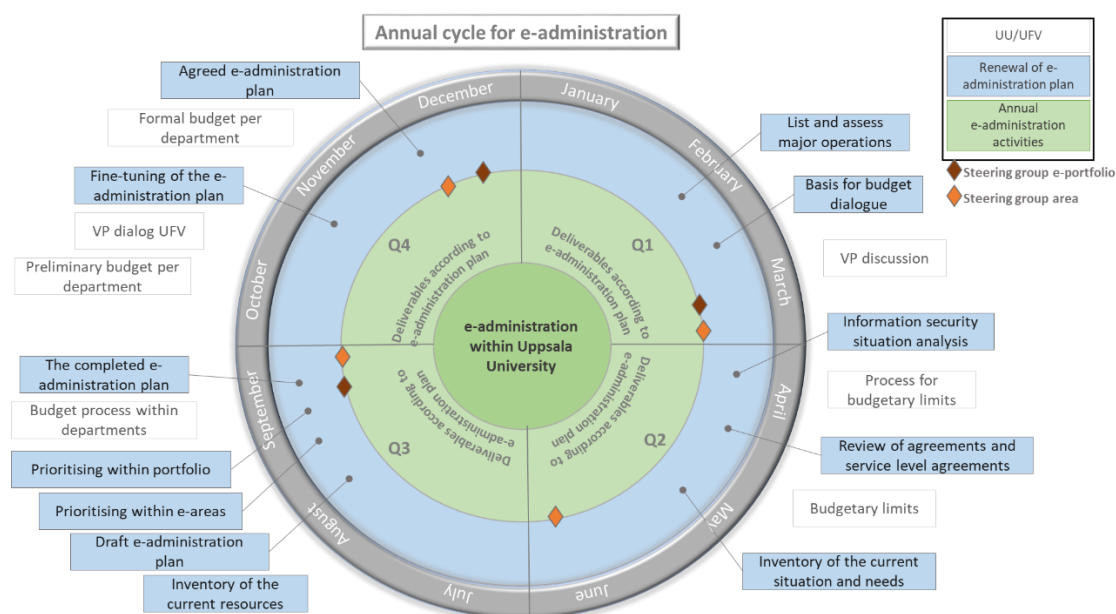 Annual cycle for e-administration
UU/UFV
Renewal of e-
administration plan
Annual
e-administration
activities
Steering group e-portfolio
Steering group area
January
February
March
April
May
June
July
August
September
October
November
December
List and assess
major operations
Basis for budget
dialogue
VP discussion
Information security
situation analysis
Process for
budgetary limits
Review of agreements and
service level agreements
Budgetary limits
Inventory of the current
situation and needs
Agreed e-administration
plan
Formal budget per
department
Fine-tuning of the e-
administration plan
VP dialog UFV
Preliminary budget per
department
The completed e-
administration plan
Budget process within
departments
Prioritising within portfolio
Prioritising within e-areas
Draft e-administration
plan
Inventory of the
current resources
Q1
Deliverables according to
e-administration plan
Q2
Deliverables according to
e-administration plan
Q3
Deliverables according to
e-administration plan
Q4
Deliverables according to
e-administration plan
e-administration
within Uppsala
University